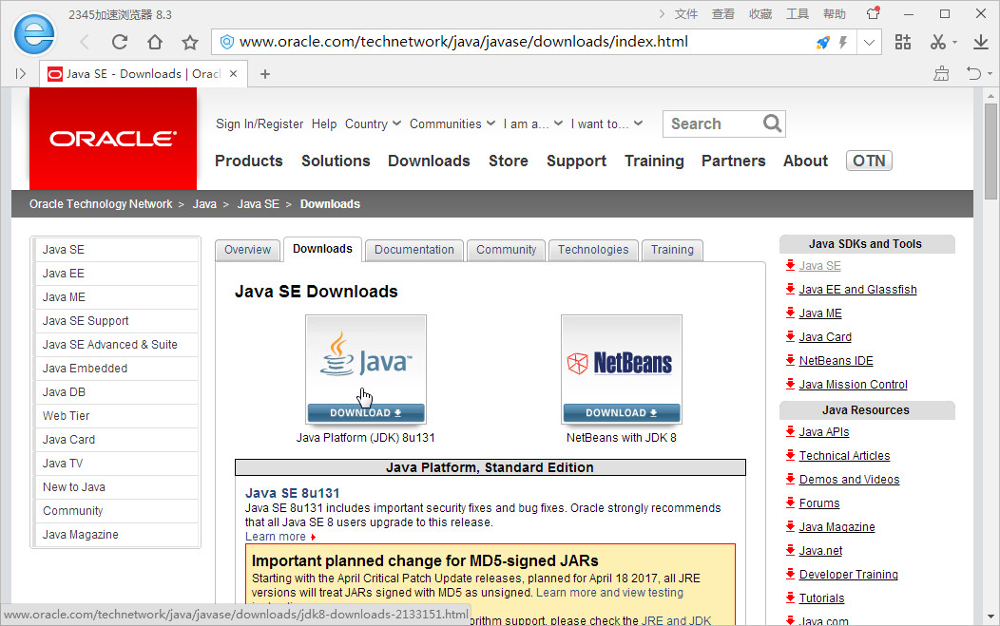 2345加速浏览器 8.3
文件 查看 收藏 工具 帮助
www.oracle.com/technetwork/java/javase/downloads/index.html
Java SE - Downloads | Oracl
ORACLE
Sign In/Register Help Country Communities I am a... I want to... Search
Products Solutions Downloads Store Support Training Partners About OTN
Oracle Technology Network > Java > Java SE > Downloads
Java SE
Java EE
Java ME
Java SE Support
Java SE Advanced & Suite
Java Embedded
Java DB
Web Tier
Java Card
Java TV
New to Java
Community
Java Magazine
Overview Downloads Documentation Community Technologies Training
Java SE Downloads
Java™
DOWNLOAD
Java Platform (JDK) 8u131
NetBeans
DOWNLOAD
NetBeans with JDK 8
Java Platform, Standard Edition
Java SE 8u131
Java SE 8u131 includes important security fixes and bug fixes. Oracle strongly recommends
that all Java SE 8 users upgrade to this release.
Learn more
Important planned change for MD5-signed JARs
Starting with the April Critical Patch Update releases, planned for April 18 2017, all JRE
versions will treat JARs signed with MD5 as unsigned. Learn more and view testing
orithm support, please check the JRE and JDK
Java SDKs and Tools
Java SE
Java EE and Glassfish
Java ME
Java Card
NetBeans IDE
Java Mission Control
Java Resources
Java APIs
Technical Articles
Demos and Videos
Forums
Java Magazine
Java.net
Developer Training
Tutorials
Java.com
www.oracle.com/technetwork/java/javase/downloads/jdk8-downloads-2133151.html